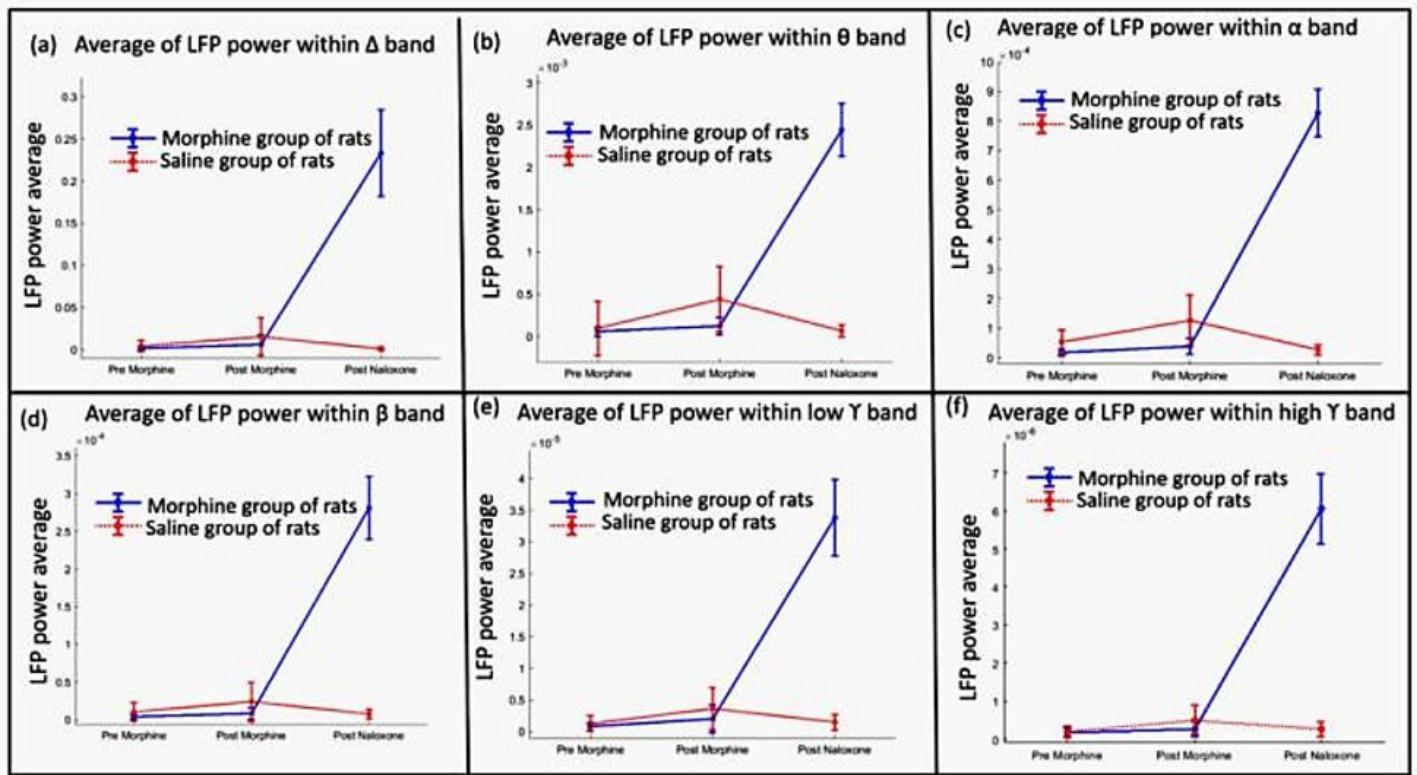 (a) Average of LFP power within Δ band
LFP power average
0.3
0.25
0.2
0.15
0.1
0.05
0
Morphine group of rats
Saline group of rats
Pre Morphine Post Morphine Post Naloxone
(b) Average of LFP power within θ band
× 10⁻³
LFP power average
3
2.5
2
1.5
1
0.5
0
Morphine group of rats
Saline group of rats
Pre Morphine Post Morphine Post Naloxone
(c) Average of LFP power within α band
× 10⁻⁴
LFP power average
10
9
8
7
6
5
4
3
2
1
0
Morphine group of rats
Saline group of rats
Pre Morphine Post Morphine Post Naloxone
(d) Average of LFP power within β band
× 10⁻⁴
LFP power average
3.5
3
2.5
2
1.5
1
0.5
0
Morphine group of rats
Saline group of rats
Pre Morphine Post Morphine Post Naloxone
(e) Average of LFP power within low ϒ band
× 10⁻⁵
LFP power average
4
3.5
3
2.5
2
1.5
1
0.5
0
Morphine group of rats
Saline group of rats
Pre Morphine Post Morphine Post Naloxone
(f) Average of LFP power within high ϒ band
× 10⁻⁶
LFP power average
7
6
5
4
3
2
1
0
Morphine group of rats
Saline group of rats
Pre Morphine Post Morphine Post Naloxone